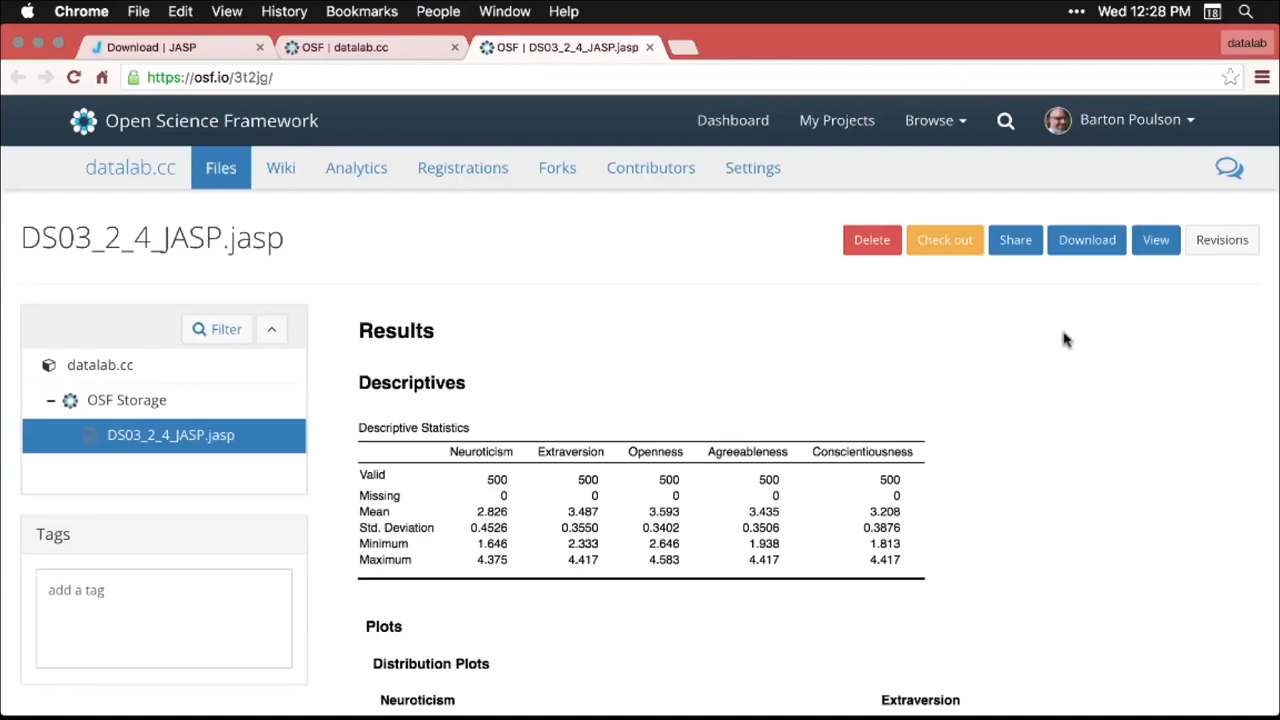 Chrome File Edit View History Bookmarks People Window Help ••• Wed 12:28 PM 18
Download | JASP × OSF | datalab.cc × OSF | DS03_2_4_JASP.jasp × datalab
https://osf.io/3t2jg/
Open Science Framework Dashboard My Projects Browse Barton Poulson
datalab.cc Files Wiki Analytics Registrations Forks Contributors Settings
DS03_2_4_JASP.jasp Delete Check out Share Download View Revisions
Filter
datalab.cc
OSF Storage
DS03_2_4_JASP.jasp
Tags
add a tag
Results
Descriptives
Descriptive Statistics
Neuroticism Extraversion Openness Agreeableness Conscientiousness
Valid 500 500 500 500 500
Missing 0 0 0 0 0
Mean 2.826 3.487 3.593 3.435 3.208
Std. Deviation 0.4526 0.3550 0.3402 0.3506 0.3876
Minimum 1.646 2.333 2.646 1.938 1.813
Maximum 4.375 4.417 4.583 4.417 4.417
Plots
Distribution Plots
Neuroticism Extraversion